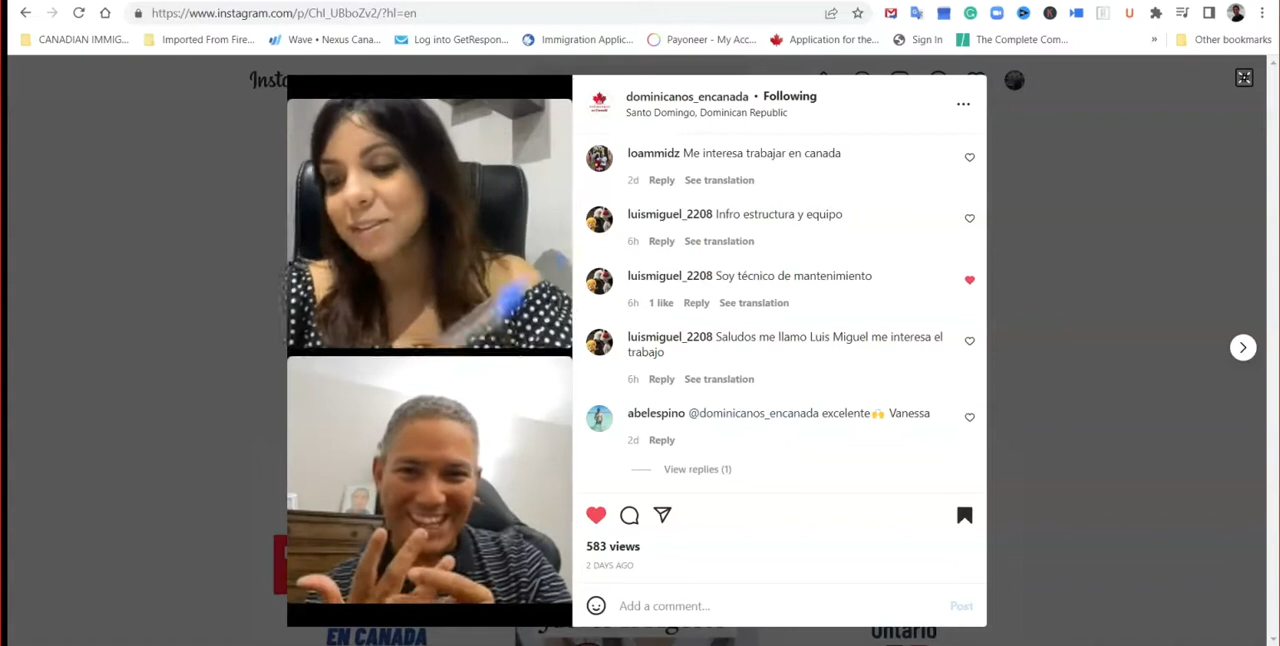 https://www.instagram.com/p/ChI_UBboZv2/?hl=en
CANADIAN IMMIG...
Imported From Fire...
Wave • Nexus Cana...
Log into GetRespon...
Immigration Applic...
Payoneer - My Acc...
Application for the...
Sign In
The Complete Com...
»
Other bookmarks
Insta
dominicanos_encanada • Following
Santo Domingo, Dominican Republic
loammidz Me interesa trabajar en canada
2d Reply See translation
luismiguel_2208 Infro estructura y equipo
6h Reply See translation
luismiguel_2208 Soy técnico de mantenimiento
6h 1 like Reply See translation
luismiguel_2208 Saludos me llamo Luis Miguel me interesa el
trabajo
6h Reply See translation
abelespino @dominicanos_encanada excelente🙌 Vanessa
2d Reply
View replies (1)
583 views
2 DAYS AGO
Add a comment...
Post
EN CANADA
Ontario